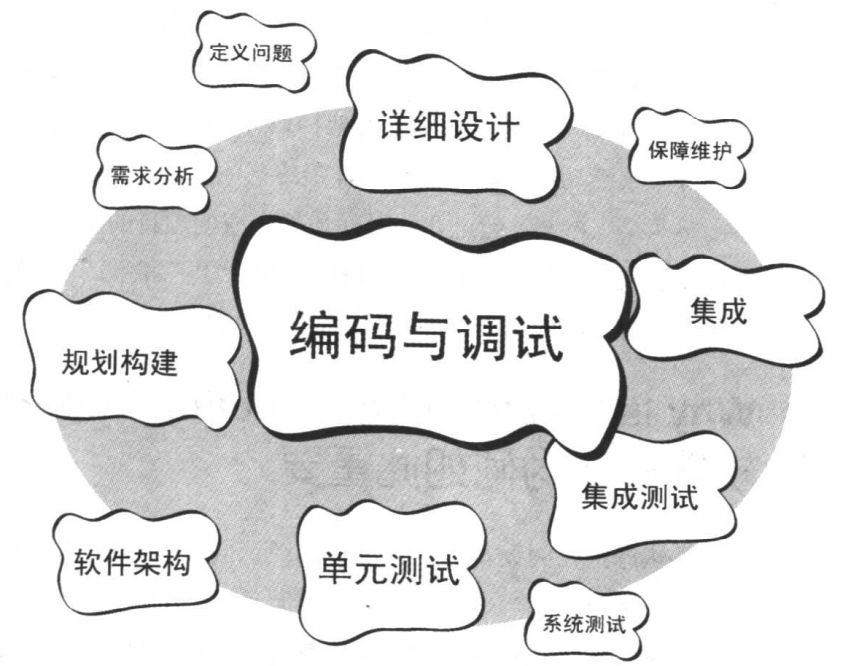 定义问题
详细设计
保障维护
需求分析
编码与调试
集成
规划构建
集成测试
软件架构
单元测试
系统测试